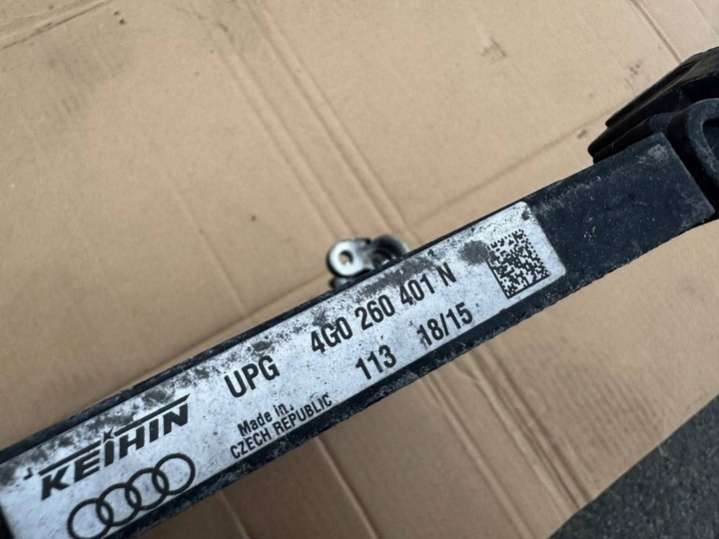 UPG 4G0 260 401 N
113 18/15
KEIHIN
Made in.
CZECH REPUBLIC